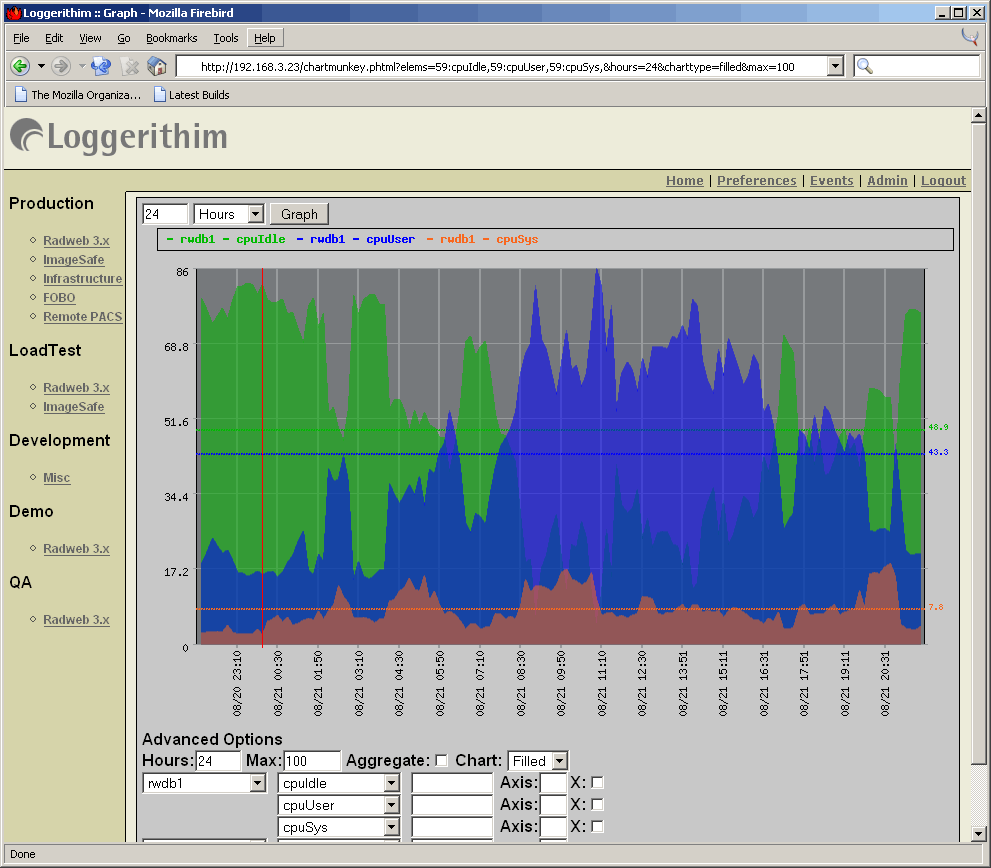 Loggerithim :: Graph - Mozilla Firebird
File Edit View Go Bookmarks Tools Help
http://192.168.3.23/chartmunkey.phtml?elems=59:cpuIdle,59:cpuUser,59:cpuSys,&hours=24&charttype=filled&max=100
The Mozilla Organiza... Latest Builds
Loggerithim
Home | Preferences | Events | Admin | Logout
Production
Radweb 3.x
ImageSafe
Infrastructure
FOBO
Remote PACS
LoadTest
Radweb 3.x
ImageSafe
Development
Misc
Demo
Radweb 3.x
QA
Radweb 3.x
24 Hours Graph
- rwdb1 - cpuIdle - rwdb1 - cpuUser - rwdb1 - cpuSys
86
68.8
51.6
34.4
17.2
0
48.9
43.3
7.8
08/20 23:10
08/21 00:30
08/21 01:50
08/21 03:10
08/21 04:30
08/21 05:50
08/21 07:10
08/21 08:30
08/21 09:50
08/21 11:10
08/21 12:30
08/21 13:51
08/21 15:11
08/21 16:31
08/21 17:51
08/21 19:11
08/21 20:31
Advanced Options
Hours: 24 Max: 100 Aggregate: Chart: Filled
rwdb1 cpuIdle Axis: X:
cpuUser Axis: X:
cpuSys Axis: X:
Done